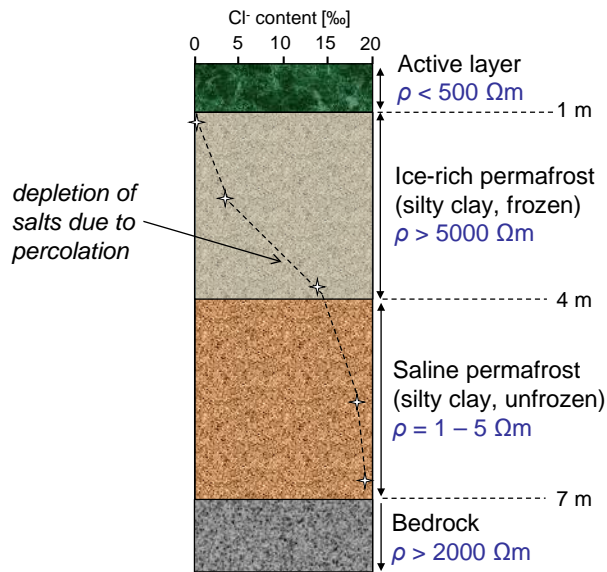 Cl⁻ content [‰]
0 5 10 15 20
Active layer
ρ < 500 Ωm
1 m
Ice-rich permafrost
(silty clay, frozen)
ρ > 5000 Ωm
depletion of
salts due to
percolation
4 m
Saline permafrost
(silty clay, unfrozen)
ρ = 1 – 5 Ωm
7 m
Bedrock
ρ > 2000 Ωm